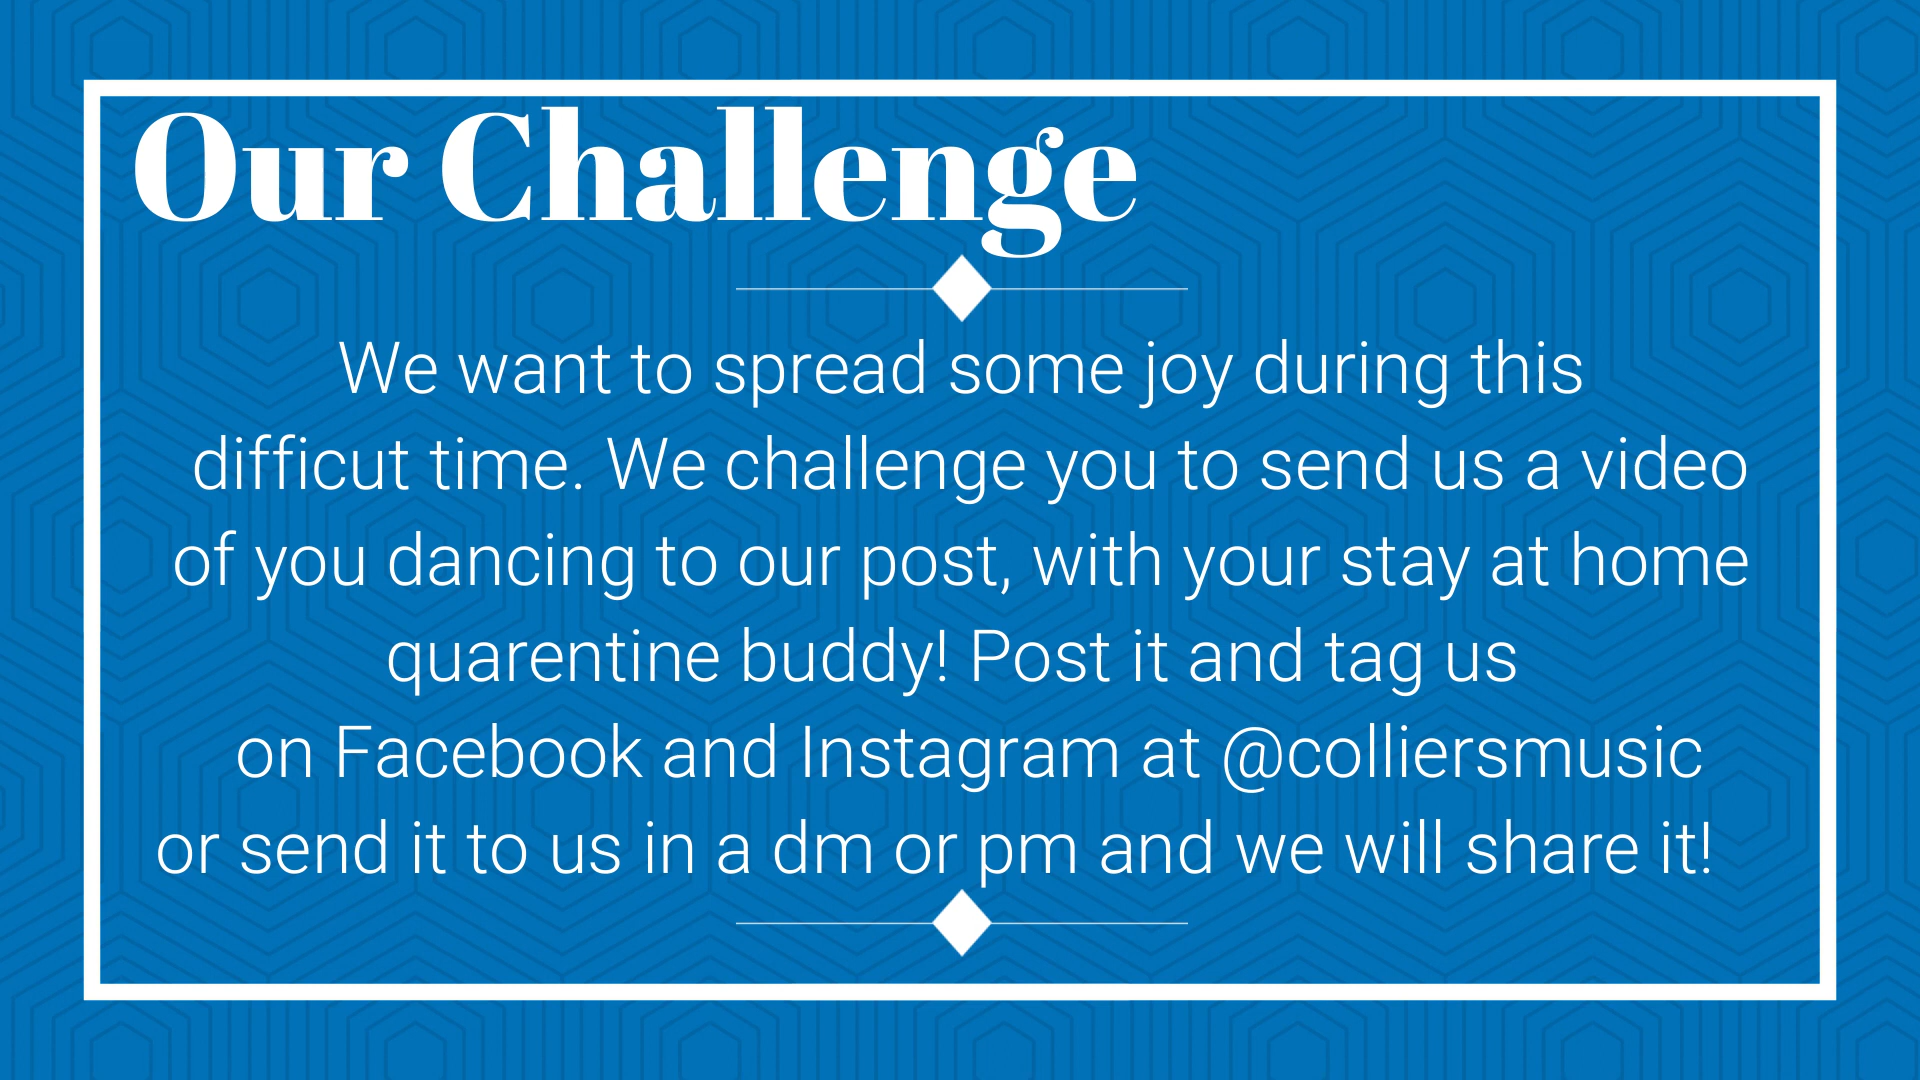 Our Challenge
We want to spread some joy during this
difficut time. We challenge you to send us a video
of you dancing to our post, with your stay at home
quarentine buddy! Post it and tag us
on Facebook and Instagram at @colliersmusic
or send it to us in a dm or pm and we will share it!